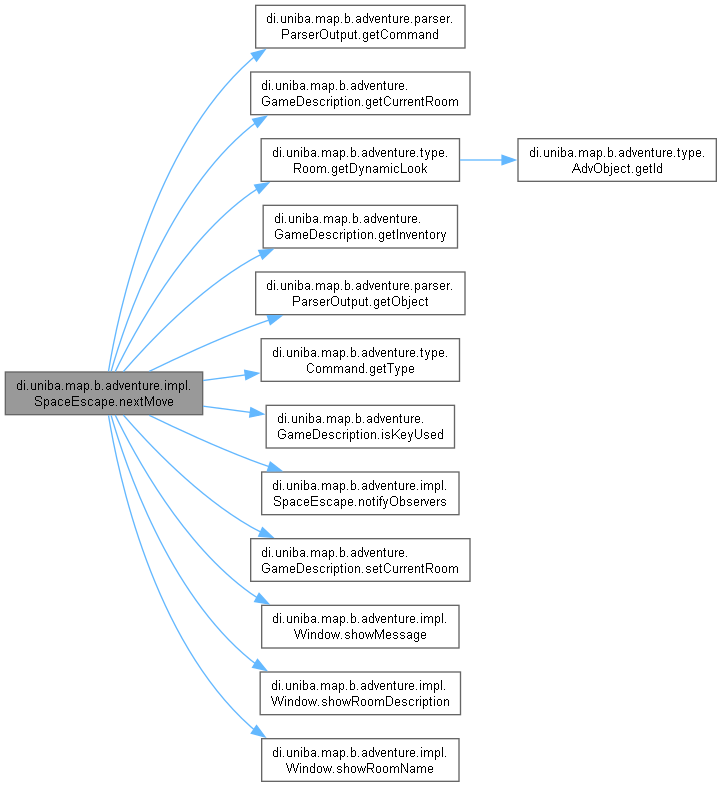 di.uniba.map.b.adventure.parser.
ParserOutput.getCommand
di.uniba.map.b.adventure.
GameDescription.getCurrentRoom
di.uniba.map.b.adventure.type.
Room.getDynamicLook
di.uniba.map.b.adventure.type.
AdvObject.getId
di.uniba.map.b.adventure.
GameDescription.getInventory
di.uniba.map.b.adventure.parser.
ParserOutput.getObject
di.uniba.map.b.adventure.type.
Command.getType
di.uniba.map.b.adventure.impl.
SpaceEscape.nextMove
di.uniba.map.b.adventure.
GameDescription.isKeyUsed
di.uniba.map.b.adventure.impl.
SpaceEscape.notifyObservers
di.uniba.map.b.adventure.
GameDescription.setCurrentRoom
di.uniba.map.b.adventure.impl.
Window.showMessage
di.uniba.map.b.adventure.impl.
Window.showRoomDescription
di.uniba.map.b.adventure.impl.
Window.showRoomName